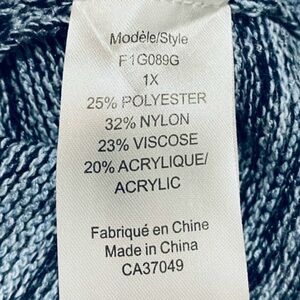 Modèle/Style
F1G089G
1X
25% POLYESTER
32% NYLON
23% VISCOSE
20% ACRYLIQUE/
ACRYLIC
Fabriqué en Chine
Made in China
CA37049